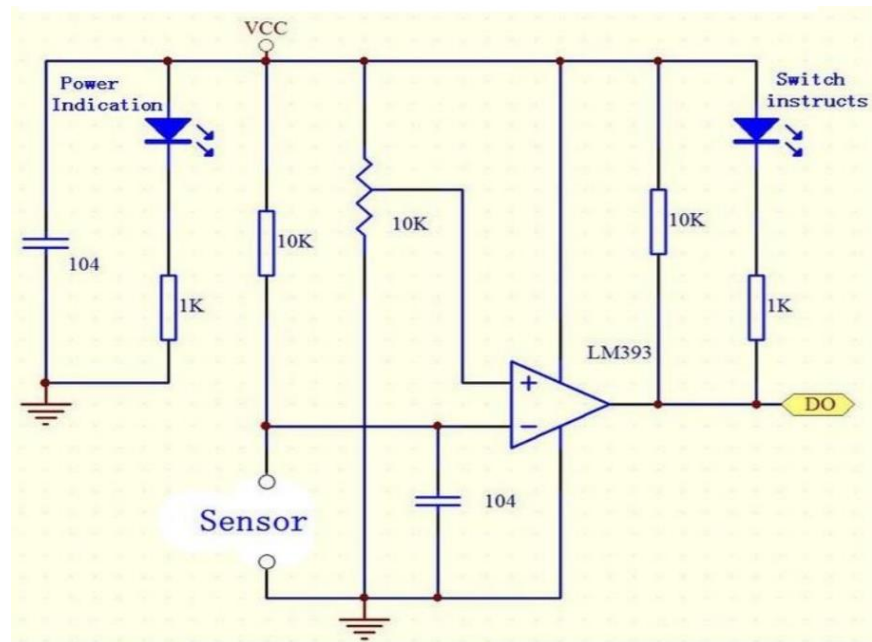 VCC
Power
Indication
Switch
instructs
10K
10K
10K
104
1K
1K
LM393
+
−
DO
104
Sensor